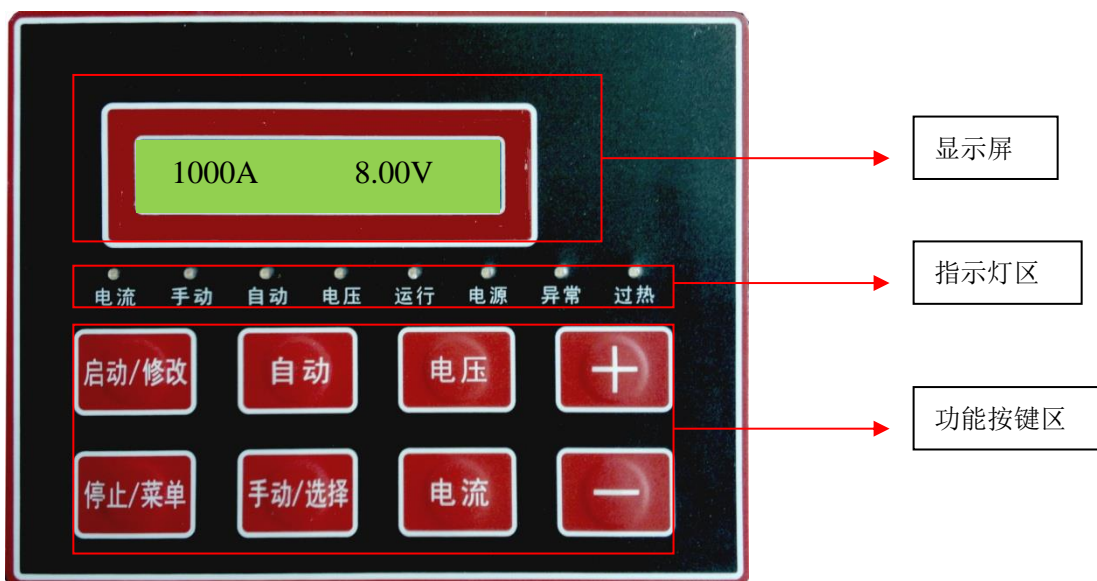 1000A 8.00V
显示屏
电流 手动 自动 电压 运行 电源 异常 过热
指示灯区
启动/修改 自动 电压 +
功能按键区
停止/菜单 手动/选择 电流 —